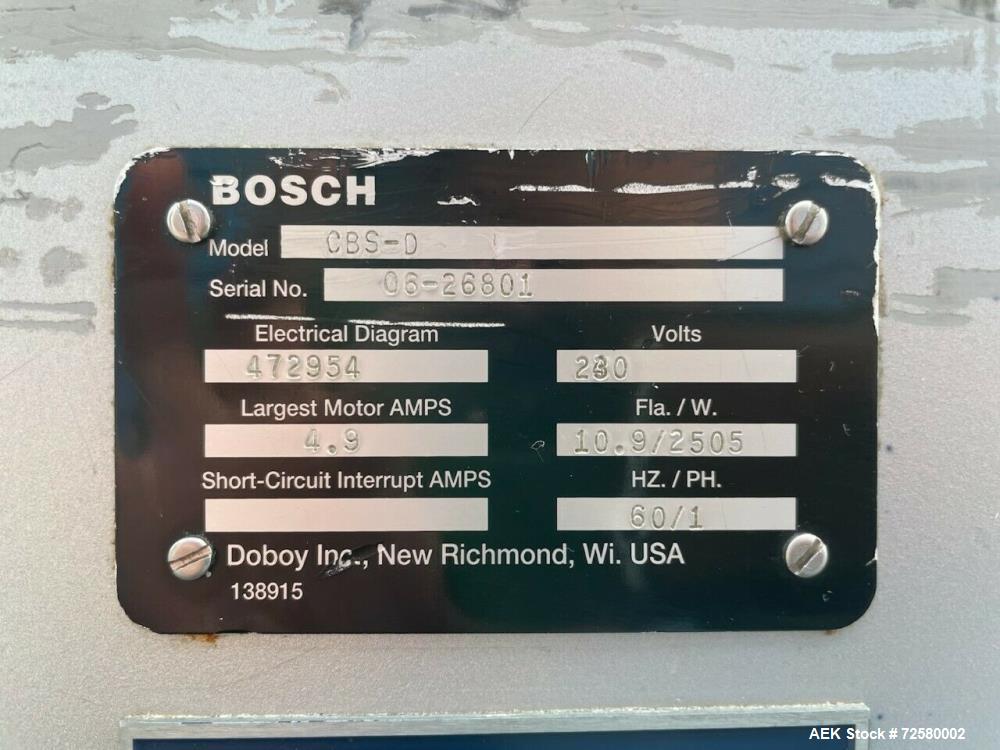 BOSCH
Model CBS-D
Serial No. 06-26801
Electrical Diagram Volts
472954 230
Largest Motor AMPS Fla. / W.
4.9 10.9/2505
Short-Circuit Interrupt AMPS HZ. / PH.
60/1
Doboy Inc., New Richmond, Wi. USA
138915
AEK Stock # 72580002